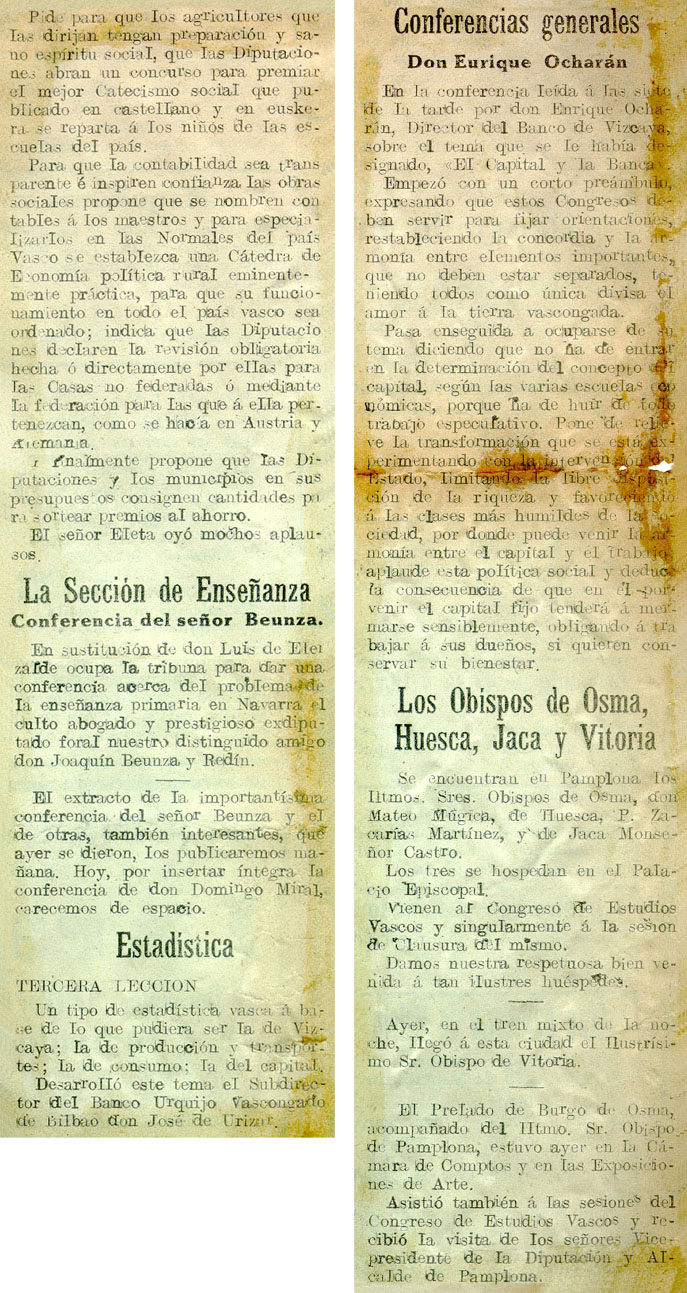 Pide para que los agricultores que
las dirijan tengan preparación y sa-
no espíritu social, que las Diputacio-
nes abran un concurso para premiar
el mejor Catecismo social que pu-
blicado en castellano y en euske-
ra se reparta á los niños de las es-
cuelas del país.
Para que la contabilidad sea trans
parente é inspiren confianza las obras
sociales propone que se nombren con
tables á los maestros y para especia-
lizarlos en las Normales del país
Vasco se establezca una Cátedra de
Economía política rural eminente-
mente práctica, para que su funcio-
namiento en todo el país vasco sea
ordenado; indica que las Diputacio
nes declaren la revisión obligatoria
hecha ó directamente por ellas para
las Casas no federadas ó mediante
la federación para las que á ella per-
tenezcan, como se hacía en Austria y
Alemania.
Y finalmente propone que las Di-
putaciones y los municipios en sus
presupuestos consignen cantidades pa
ra sortear premios al ahorro.
El señor Eleta oyó mochos aplau-
sos.
La Sección de Enseñanza
Conferencia del señor Beunza.
En sustitución de don Luis de Elei
zalde ocupa la tribuna para dar una
conferencia acerca del problema de
la enseñanza primaria en Navarra el
culto abogado y prestigioso exdipu-
tado foral nuestro distinguido amigo
don Joaquín Beunza y Redín.
El extracto de la importantísima
conferencia del señor Beunza y el
de otras, también interesantes, que
ayer se dieron, los publicaremos ma-
ñana. Hoy, por insertar íntegra la
conferencia de don Domingo Miral,
carecemos de espacio.
Estadística
TERCERA LECCION
Un tipo de estadística vasca á ba-
se de lo que pudiera ser la de Viz-
caya; la de producción y transpor-
tes; la de consumo; la del capital.
Desarrolló este tema el Subdirec-
tor del Banco Urquijo Vascongado
de Bilbao don José de Urizar.
Conferencias generales
Don Eurique Ocharán
En la conferencia leída á las siete
de la tarde por don Enrique Ocha-
rán, Director del Banco de Vizcaya,
sobre el tema que se le había de-
signado, «El Capital y la Banca».
Empezó con un corto preámbulo,
expresando que estos Congresos de-
ben servir para fijar orientaciones,
restableciendo la concordia y la ar-
monía entre elementos importantes,
que no deben estar separados, te-
niendo todos como única divisa el
amor á la tierra vascongada.
Pasa enseguida a ocuparse de su
tema diciendo que no ha de entrar
en la determinación del concepto del
capital, según las varias escuelas eco
nómicas, porque ha de huir de todo
trabajo especulativo. Pone de relie-
ve la transformación que se está ex-
perimentando con la intervención del
Estado, limitando la libre disposi-
ción de la riqueza y favoreciendo
á las clases más humildes de la so-
ciedad, por donde puede venir la ar-
monía entre el capital y el trabajo,
aplaude esta política social y deduce
la consecuencia de que en el por-
venir el capital fijo tenderá á mer-
marse sensiblemente, obligando á tra
bajar á sus dueños, si quieren con-
servar su bienestar.
Los Obispos de Osma,
Huesca, Jaca y Vitoria
Se encuentran en Pamplona los
Iltmos. Sres. Obispos de Osma, don
Mateo Múgica, de Huesca, P. Za-
carías Martínez, y de Jaca Monse-
ñor Castro.
Los tres se hospedan en el Pala-
cio Episcopal.
Vienen al Congreso de Estudios
Vascos y singularmente á la sesion
de Clausura del mismo.
Damos nuestra respetuosa bien ve-
nida á tan ilustres huéspedes.
Ayer, en el tren mixto de la no-
che, llegó á esta ciudad el Ilustrísi-
mo Sr. Obispo de Vitoria.
El Prelado de Burgo de Osma,
acompañado del Iltmo. Sr. Obispo
de Pamplona, estuvo ayer en la Cá-
mara de Comptos y en las Exposicio-
nes de Arte.
Asistió también á las sesiones del
Congreso de Estudios Vascos y re-
cibió la visita de los señores Vice-
presidente de la Diputación y Al-
calde de Pamplona.